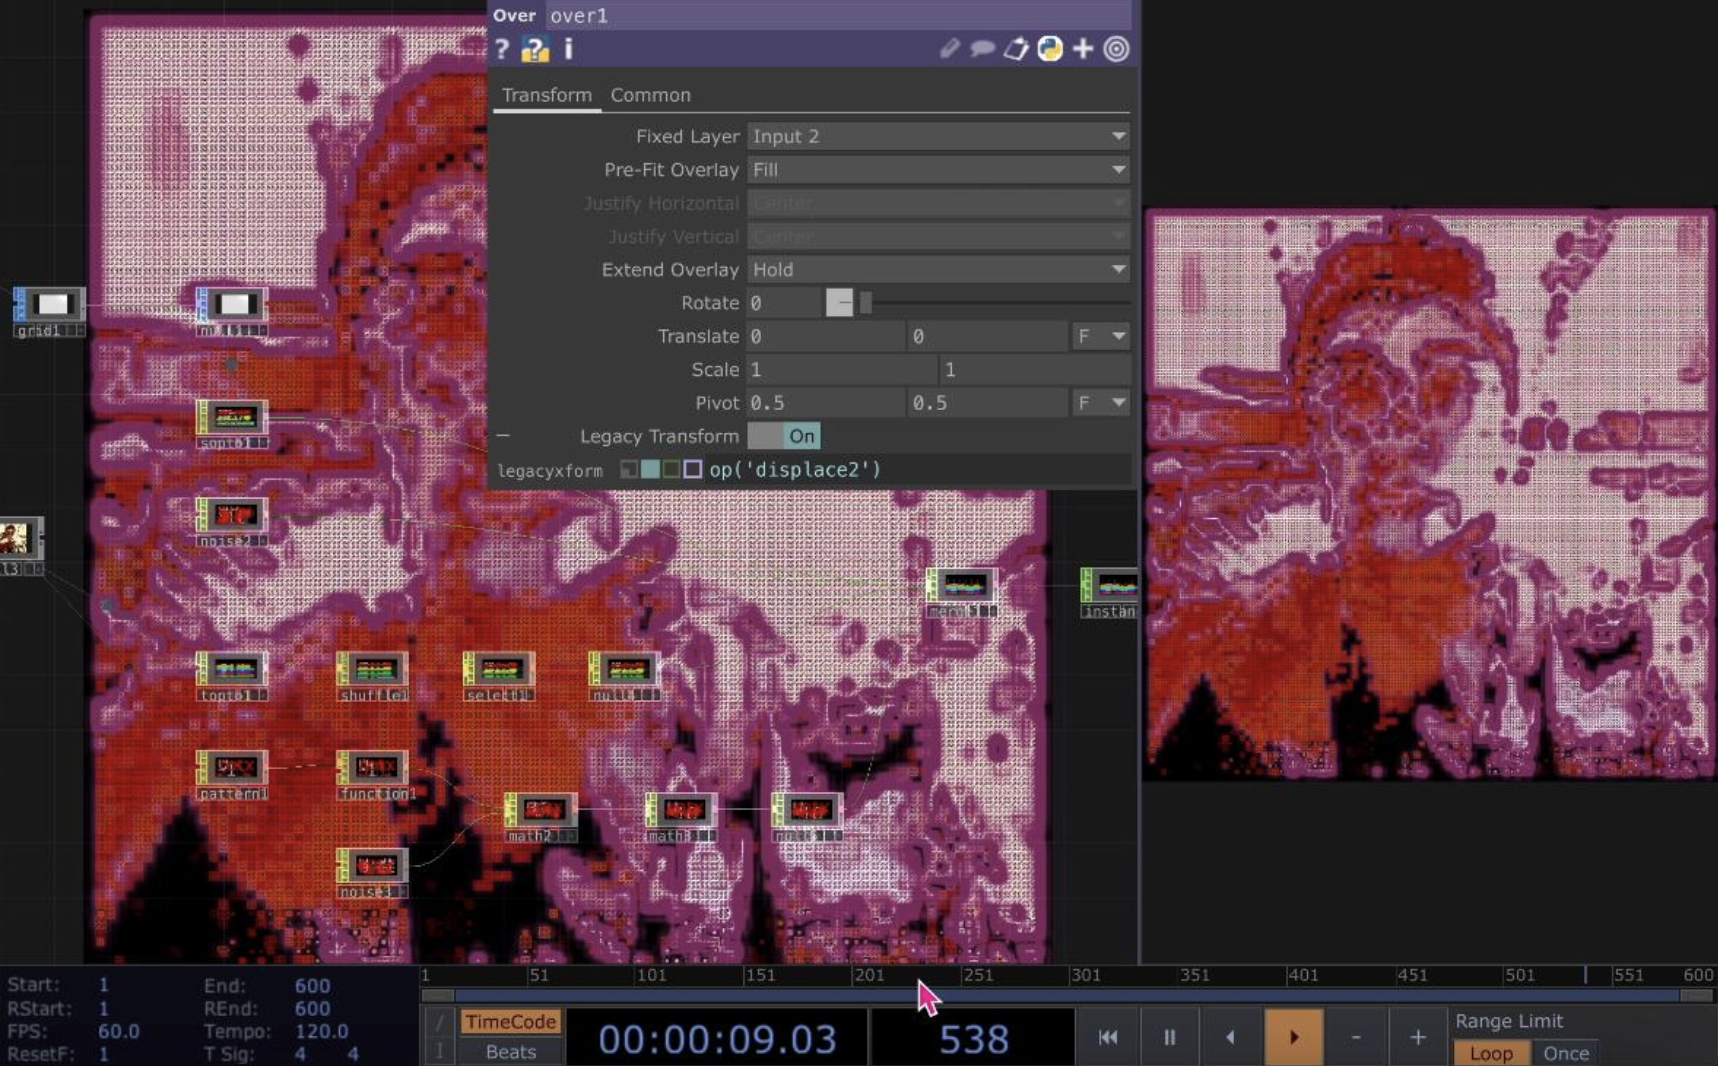 Over over1
? ? i
Transform Common
Fixed Layer Input 2
Pre-Fit Overlay Fill
Justify Horizontal Center
Justify Vertical Center
Extend Overlay Hold
Rotate 0
Translate 0 0 F
Scale 1 1
Pivot 0.5 0.5 F
Legacy Transform On
legacyxform op('displace2')
grid1
null1
sopto1
noise2
l3
topto1 shuffle1 select1 null4
pattern1 function1
math2 math3
noise3
instan
1 51 101 151 201 251 301 351 401 451 501 551 600
Start: 1 End: 600
RStart: 1 REnd: 600
FPS: 60.0 Tempo: 120.0
ResetF: 1 T Sig: 4 4
/ I
TimeCode
Beats
00:00:09.03 538
- +
Range Limit
Loop Once